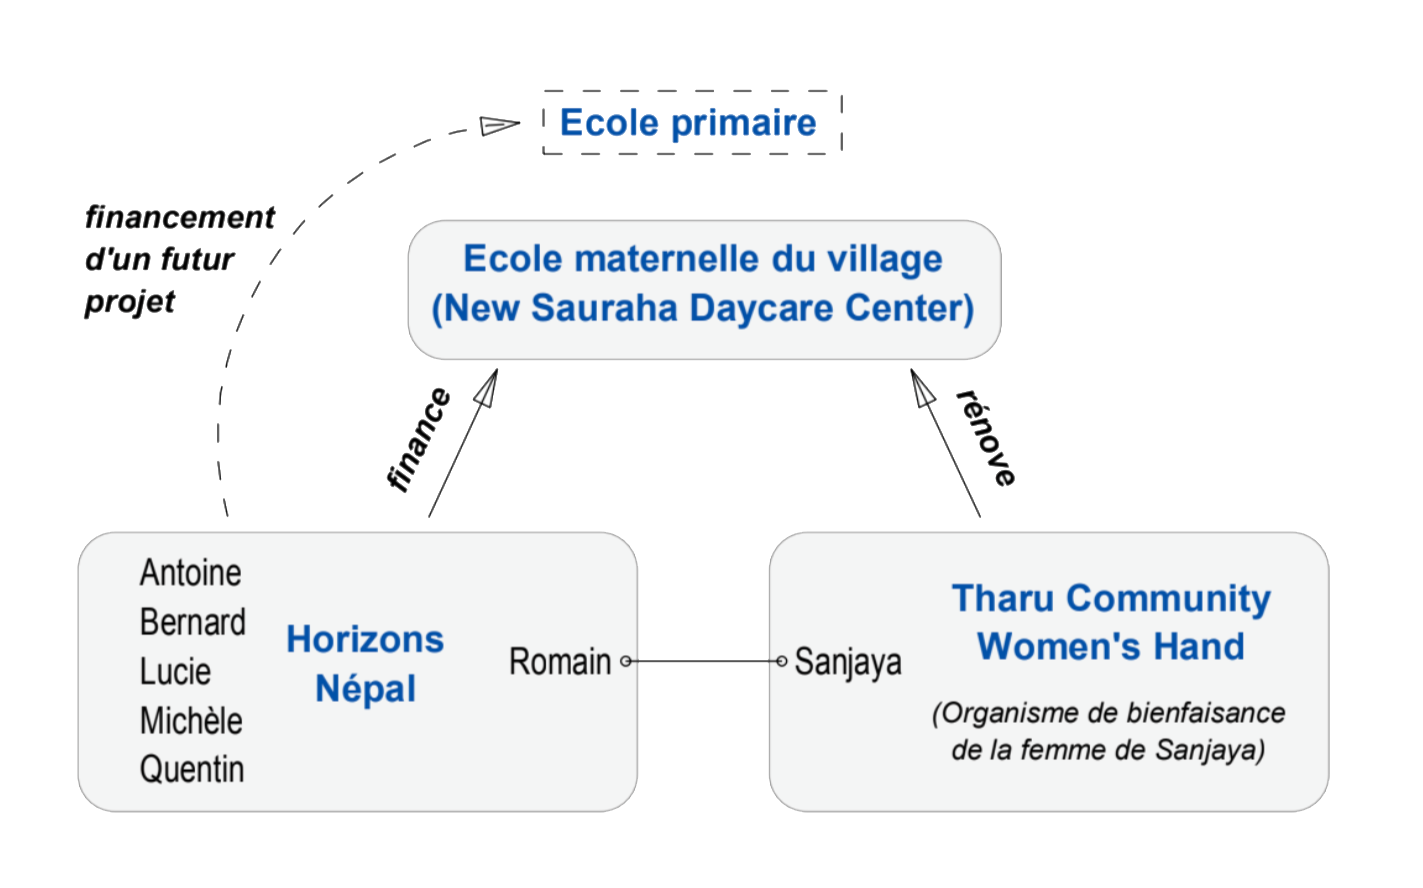 Ecole primaire
financement
d'un futur
projet
Ecole maternelle du village
(New Sauraha Daycare Center)
finance
rénove
Antoine
Bernard
Lucie
Michèle
Quentin
Horizons
Népal
Romain
Sanjaya
Tharu Community
Women's Hand
(Organisme de bienfaisance
de la femme de Sanjaya)